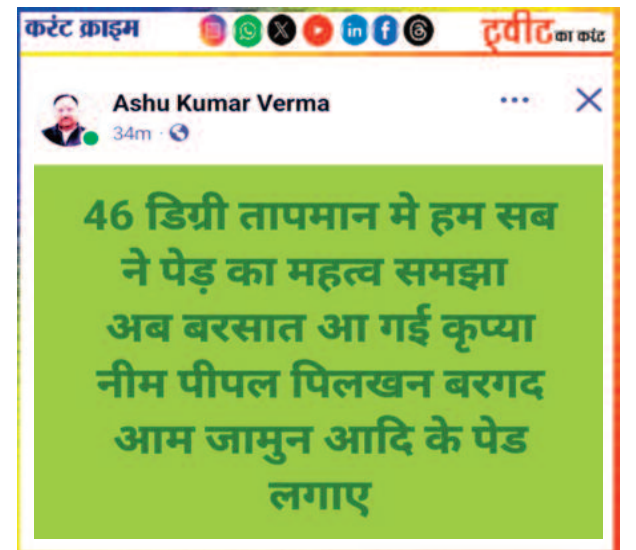 करंट क्राइम
ट्वीट का करंट
Ashu Kumar Verma
34m
46 डिग्री तापमान मे हम सब
ने पेड़ का महत्व समझा
अब बरसात आ गई कृप्या
नीम पीपल पिलखन बरगद
आम जामुन आदि के पेड
लगाए